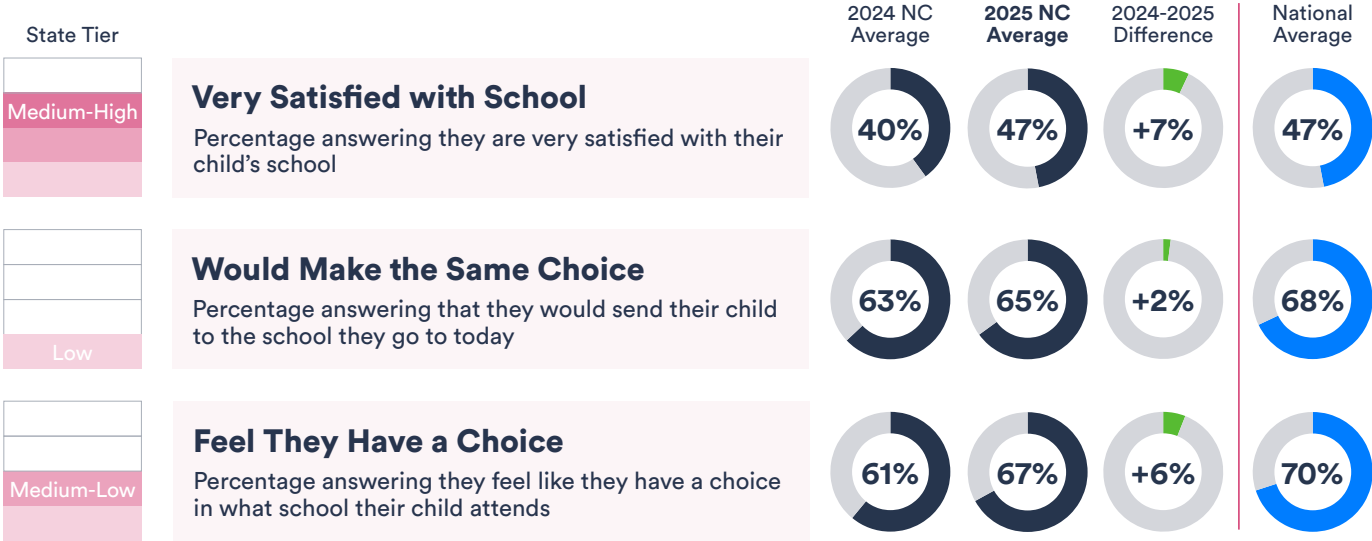 State Tier
2024 NC
Average
2025 NC
Average
2024-2025
Difference
National
Average
Medium-High
Very Satisfied with School
Percentage answering they are very satisfied with their
child’s school
40%
47%
+7%
47%
Low
Would Make the Same Choice
Percentage answering that they would send their child
to the school they go to today
63%
65%
+2%
68%
Medium-Low
Feel They Have a Choice
Percentage answering they feel like they have a choice
in what school their child attends
61%
67%
+6%
70%